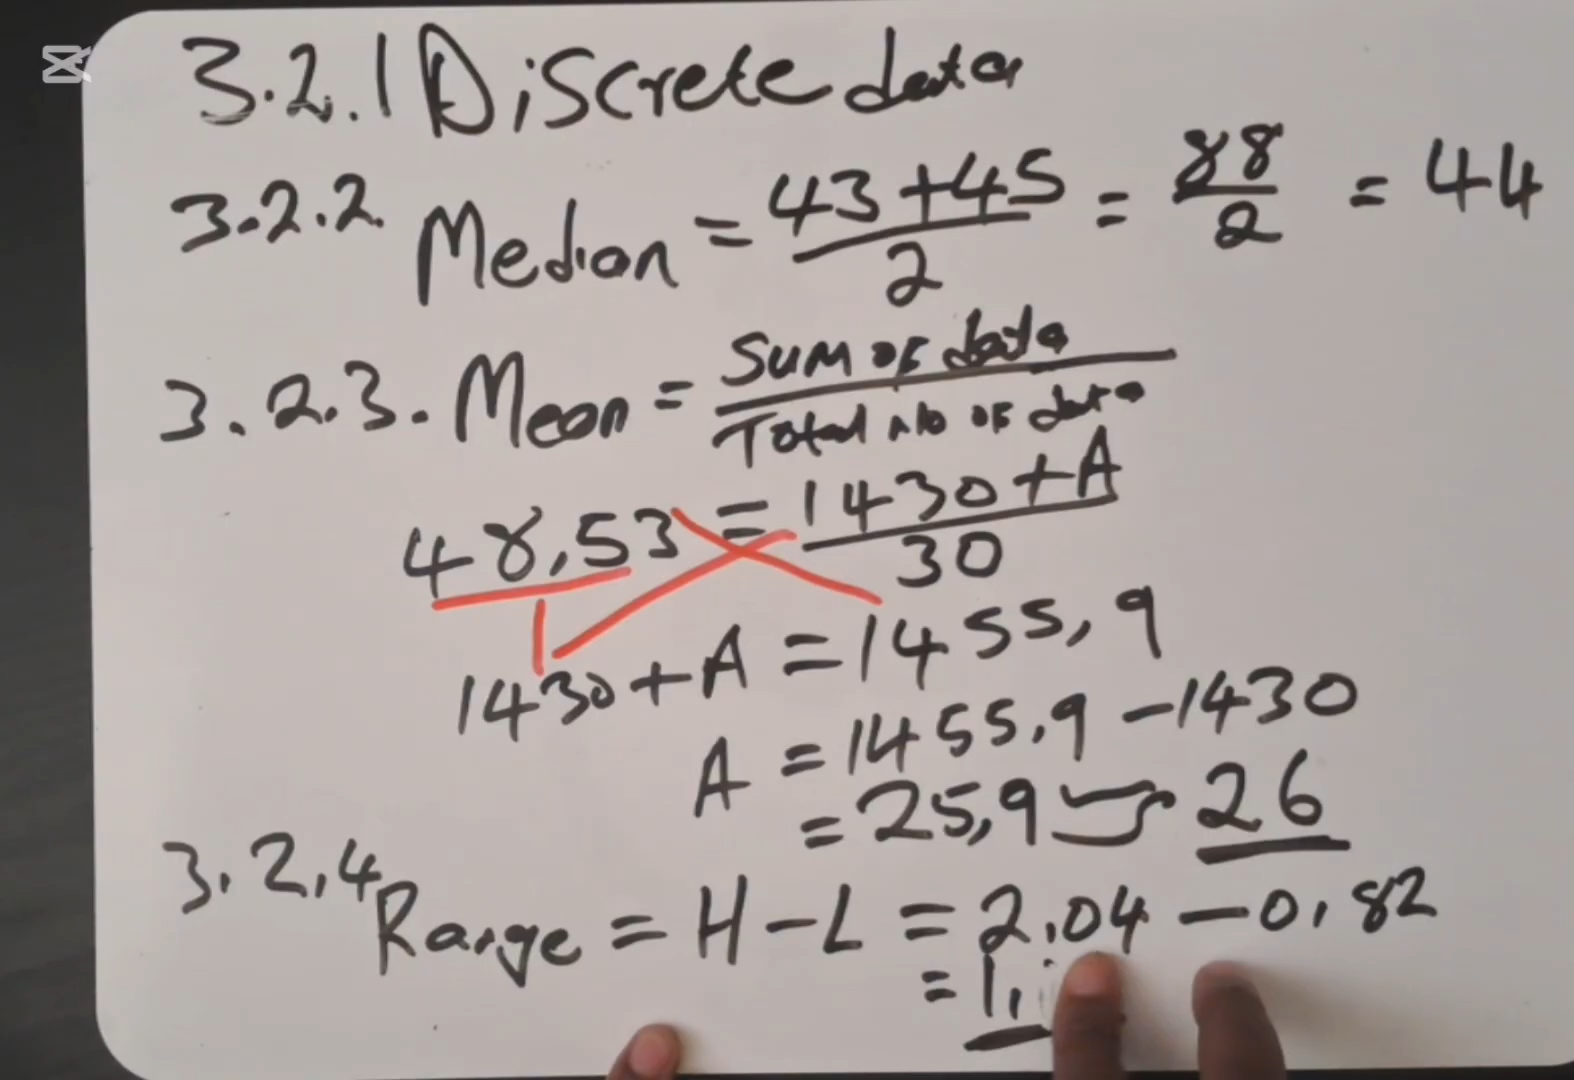 3.2.1 Discrete data
3.2.2 Median = 43+45/2 = 88/2 = 44
3.2.3. Mean = Sum OF data/Total No OF data
48,53 = 1430+A/30
1430+A = 1455,9
A = 1455,9 - 1430
= 25,9 26
3.2.4 Range = H-L = 2,04 - 0,82
= 1,